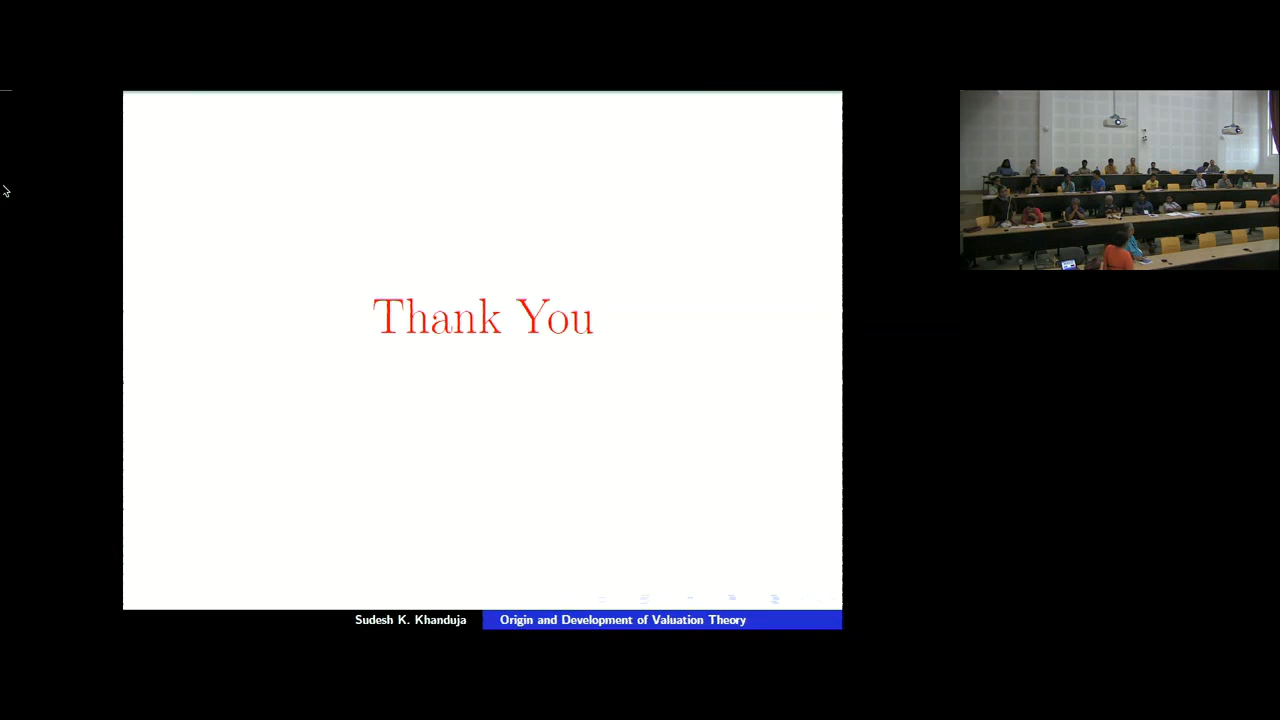 Thank You
Sudesh K. Khanduja
Origin and Development of Valuation Theory